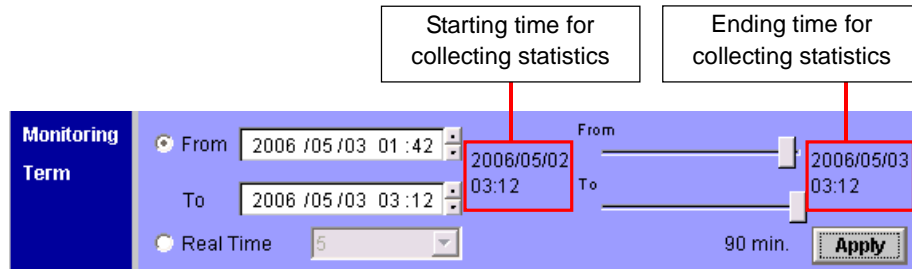 Starting time for
collecting statistics
Ending time for
collecting statistics
Monitoring
Term
From
2006 /05 /03 01 :42
2006/05/02
03:12
From
2006/05/03
03:12
To
2006 /05 /03 03 :12
To
Real Time
5
90 min.
Apply